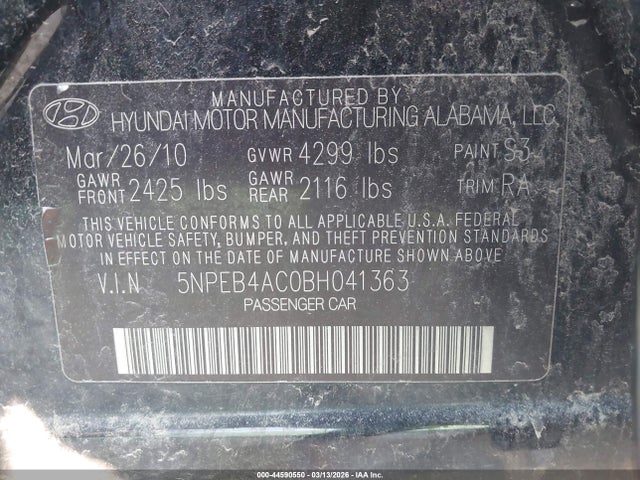 MANUFACTURED BY
HYUNDAI MOTOR MANUFACTURING ALABAMA, LLC
Mar/26/10 GVWR 4299 lbs PAINT S3
GAWR FRONT 2425 lbs GAWR REAR 2116 lbs TRIM RA
THIS VEHICLE CONFORMS TO ALL APPLICABLE U.S.A. FEDERAL
MOTOR VEHICLE SAFETY, BUMPER, AND THEFT PREVENTION STANDARDS
IN EFFECT ON THE DATE OF MANUFACTURE SHOWN ABOVE.
V.I.N 5NPEB4AC0BH041363
PASSENGER CAR
000-44590550 - 03/13/2026 - IAA Inc.